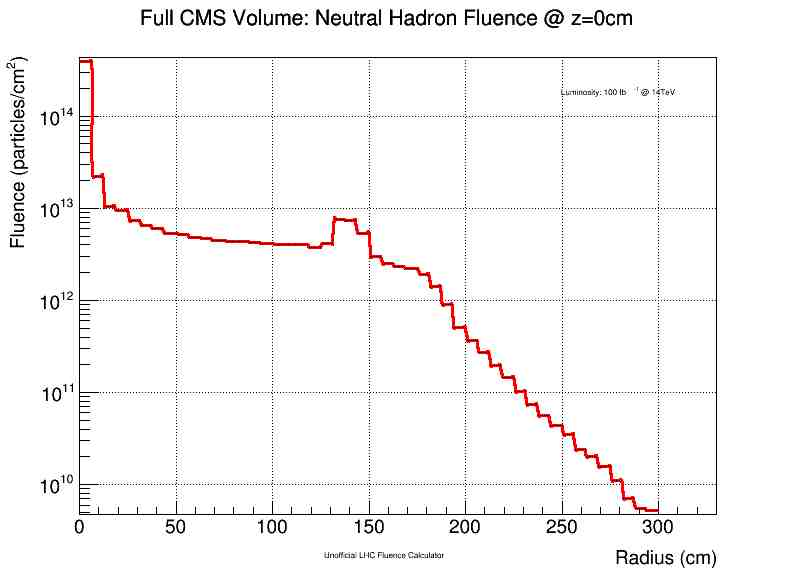 Full CMS Volume: Neutral Hadron Fluence @ z=0cm
Fluence (particles/cm²)
Luminosity: 100 fb⁻¹ @ 14TeV
10¹⁴
10¹³
10¹²
10¹¹
10¹⁰
0 50 100 150 200 250 300
Unofficial LHC Fluence Calculator
Radius (cm)